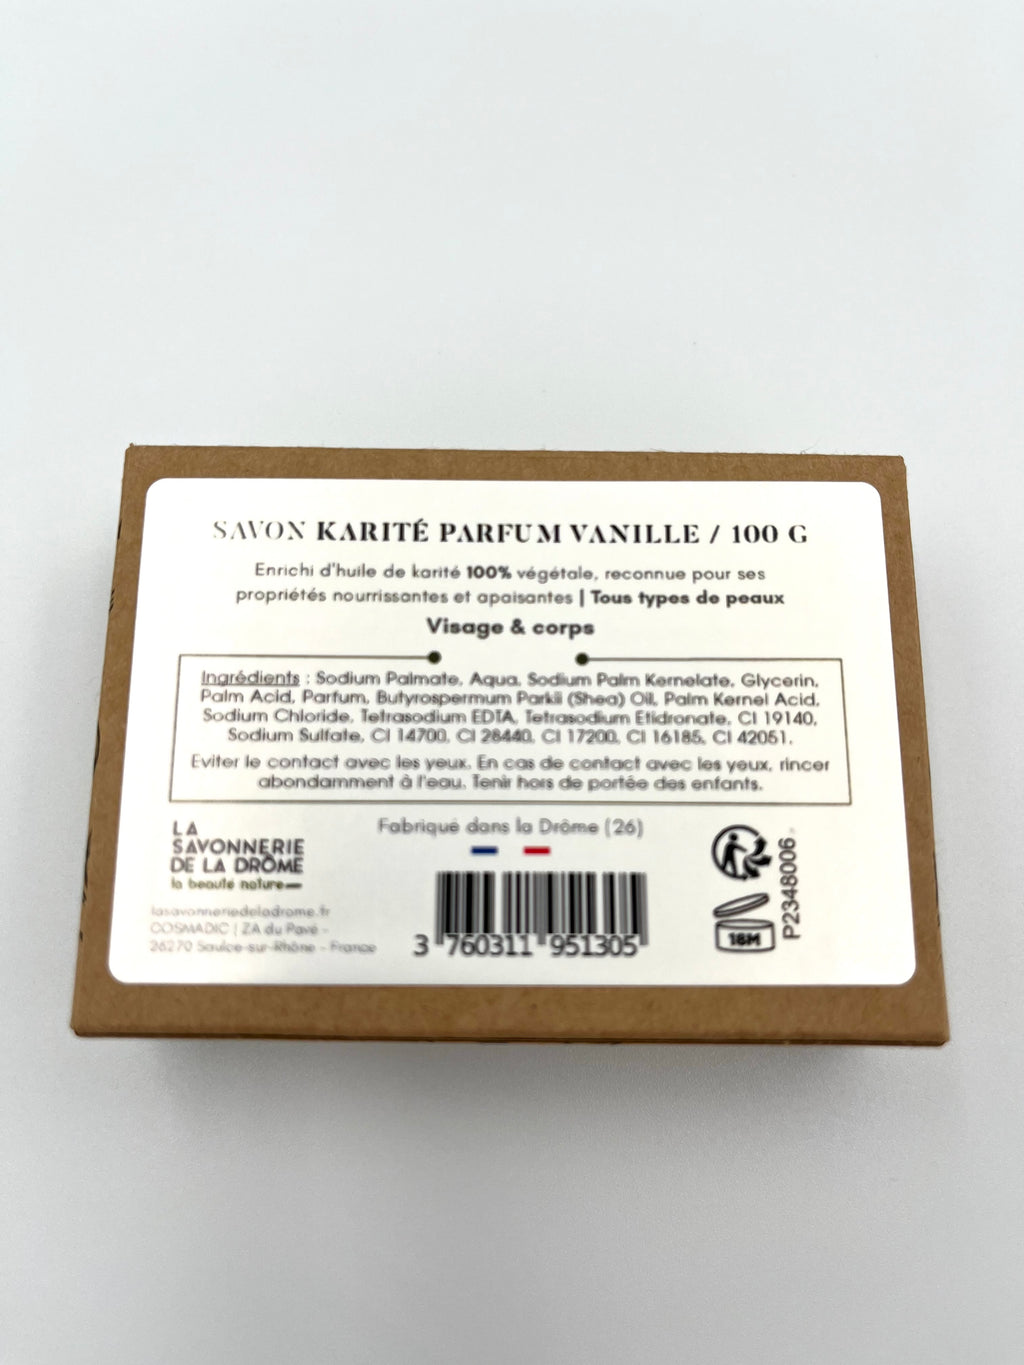 SAVON KARITÉ PARFUM VANILLE / 100 G
Enrichi d'huile de karité 100% végétale, reconnue pour ses
propriétés nourrissantes et apaisantes | Tous types de peaux
Visage & corps
Ingrédients : Sodium Palmate, Aqua, Sodium Palm Kernelate, Glycerin,
Palm Acid, Parfum, Butyrospermum Parkii (Shea) Oil, Palm Kernel Acid,
Sodium Chloride, Tetrasodium EDTA, Tetrasodium Etidronate, CI 19140,
Sodium Sulfate, CI 14700, CI 28440, CI 17200, CI 16185, CI 42051.
Eviter le contact avec les yeux. En cas de contact avec les yeux, rincer
abondamment à l'eau. Tenir hors de portée des enfants.
LA
SAVONNERIE
DE LA DRÔME
la beauté nature
lasavonneriedeladrome.fr
COSMADIC | ZA du Pavé -
26270 Saulce-sur-Rhône - France
Fabriqué dans la Drôme (26)
3 760311 951305
18M
P2348006